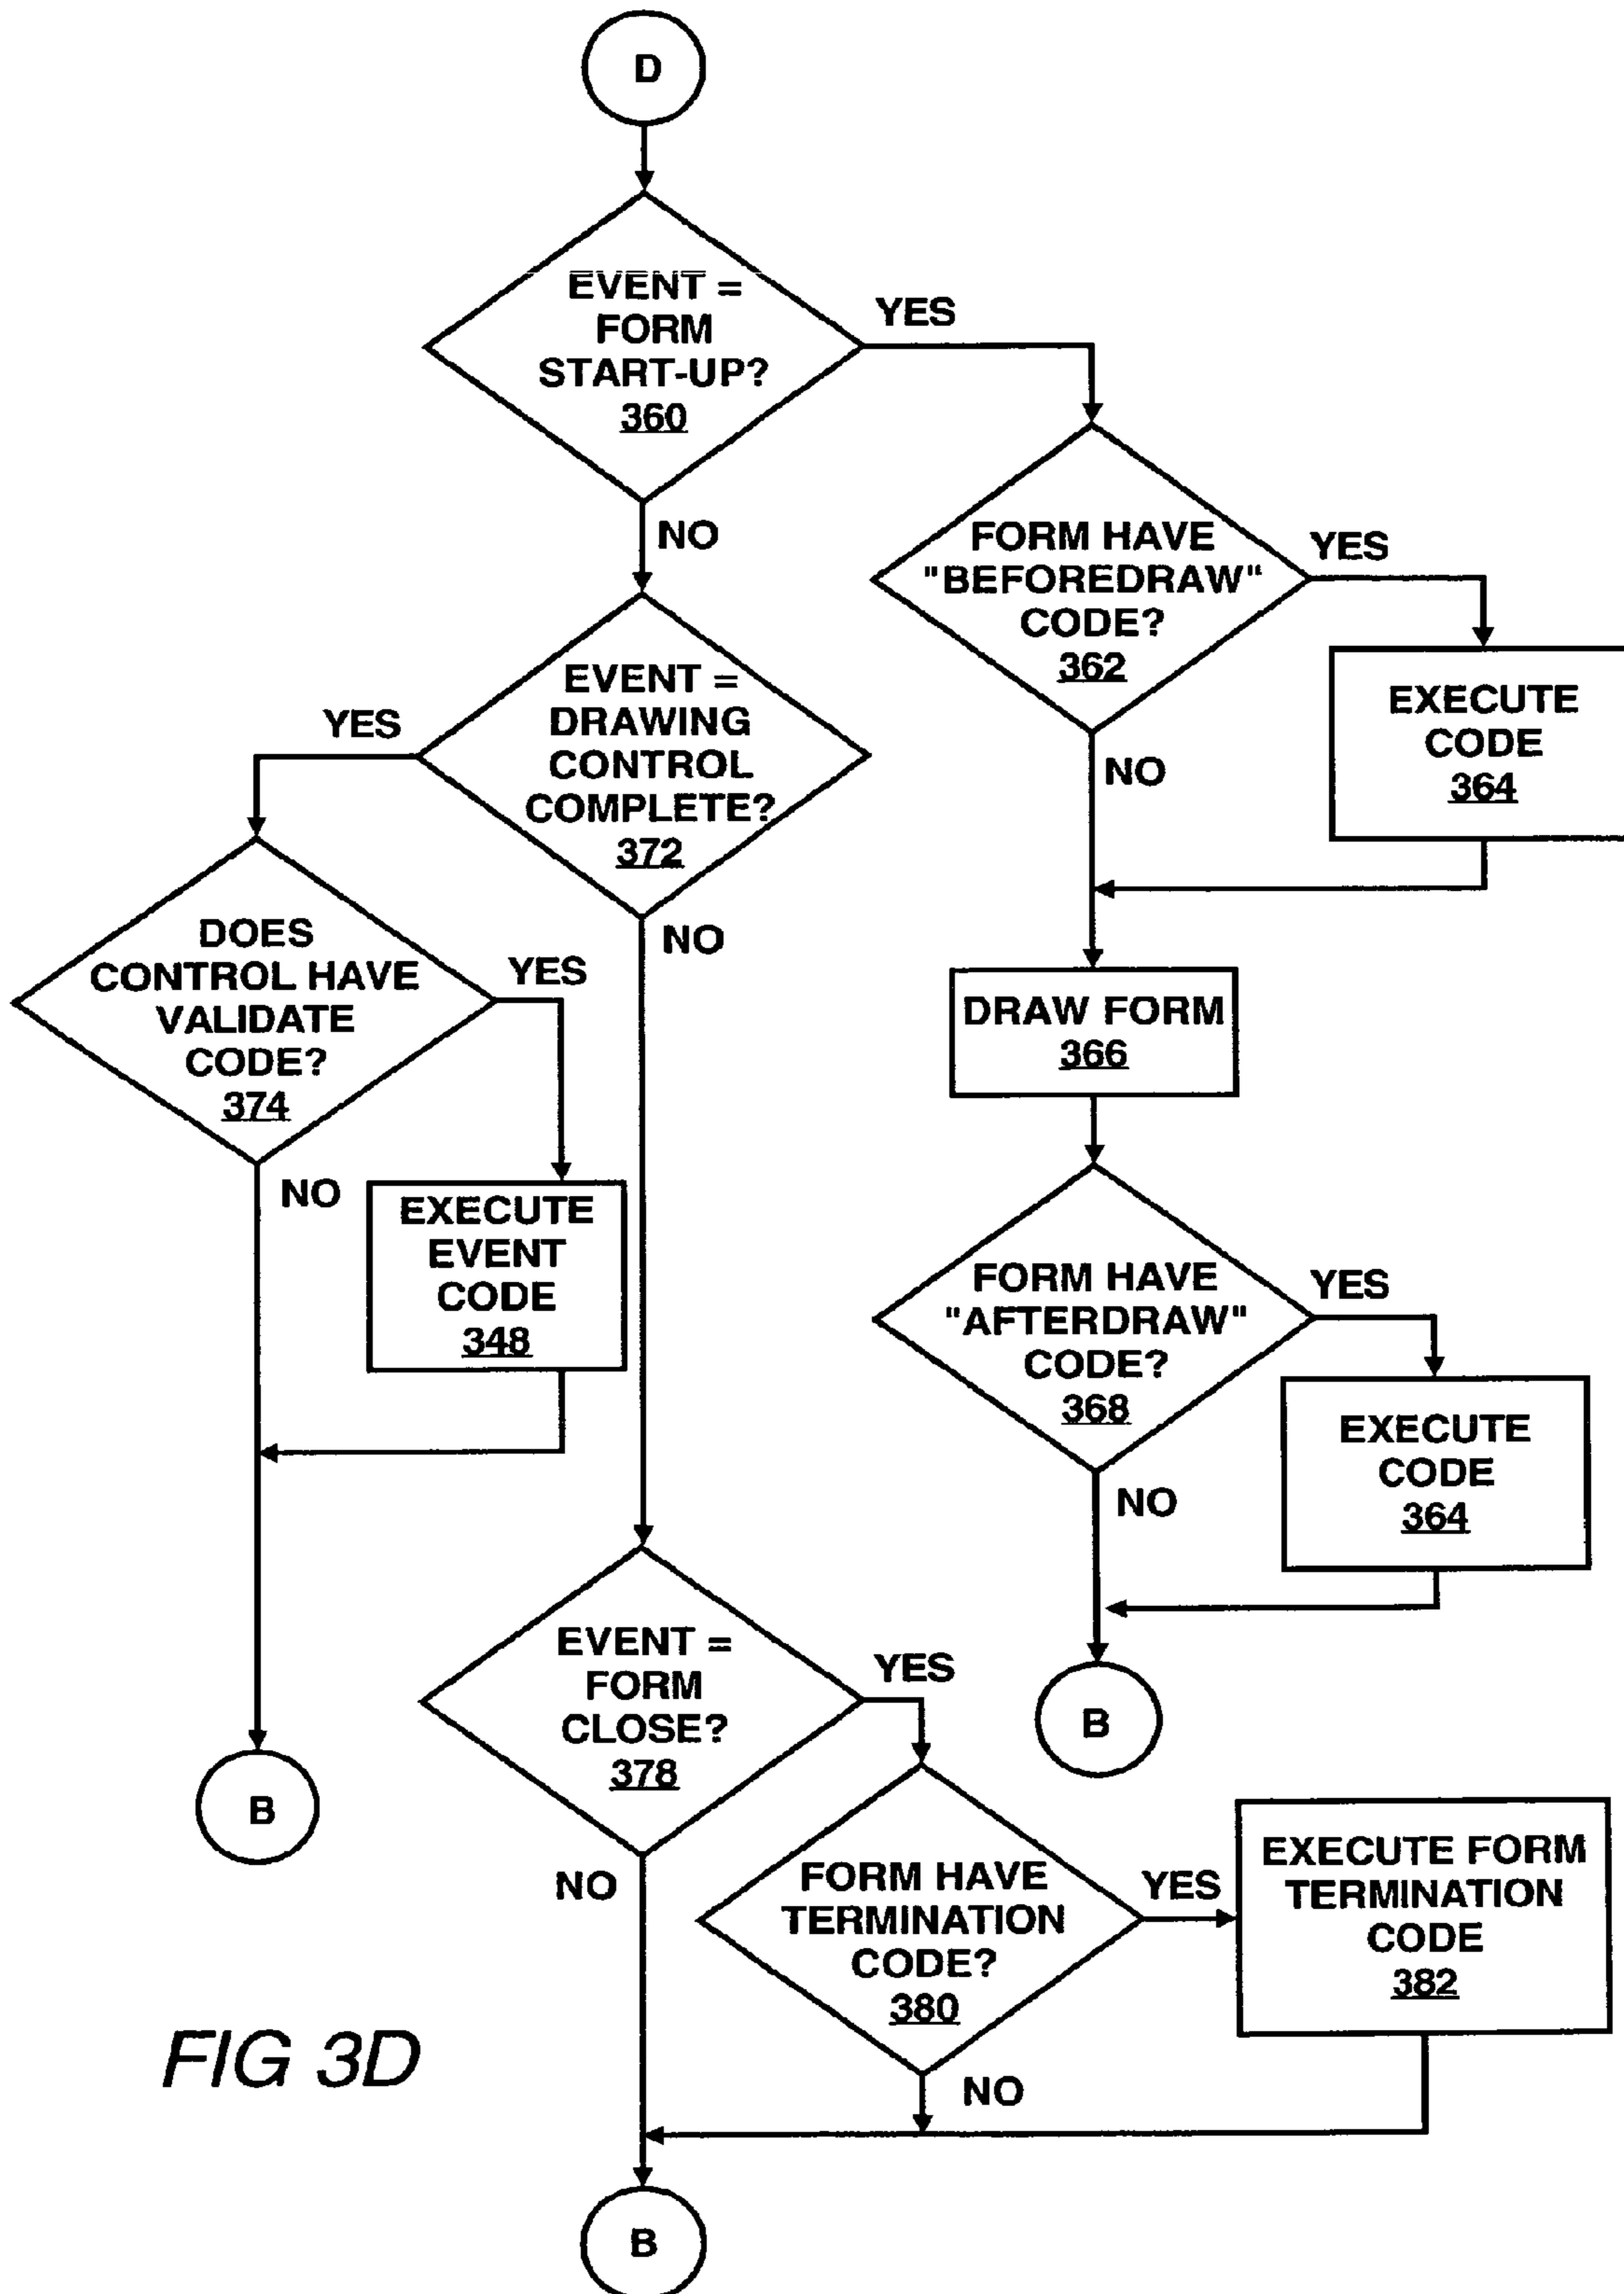 D
EVENT =
FORM
START-UP?
360
YES
NO
FORM HAVE
"BEFOREDRAW"
CODE?
362
YES
NO
EXECUTE
CODE
364
EVENT =
DRAWING
CONTROL
COMPLETE?
372
YES
NO
DOES
CONTROL HAVE
VALIDATE
CODE?
374
YES
NO
EXECUTE
EVENT
CODE
348
DRAW FORM
366
FORM HAVE
"AFTERDRAW"
CODE?
368
YES
NO
EXECUTE
CODE
364
B
B
EVENT =
FORM
CLOSE?
378
YES
NO
FORM HAVE
TERMINATION
CODE?
380
YES
NO
EXECUTE FORM
TERMINATION
CODE
382
B
FIG 3D